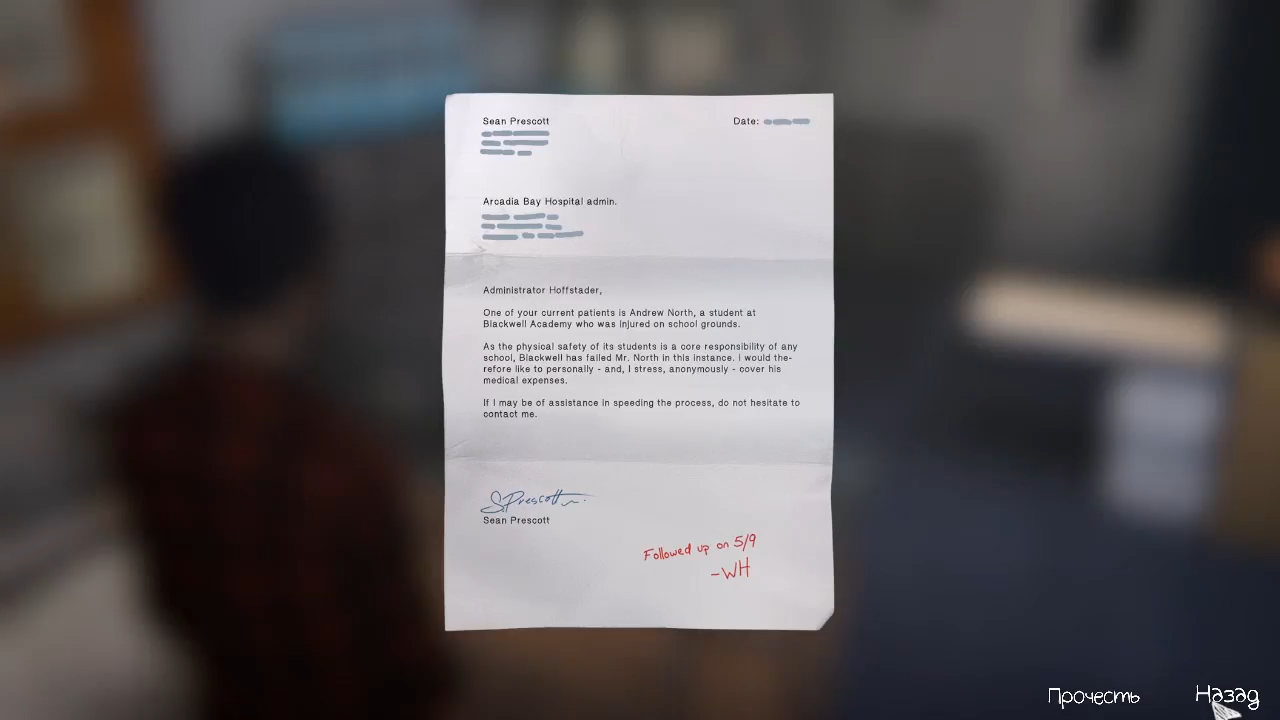 Sean Prescott
Date:
Arcadia Bay Hospital admin.
Administrator Hoffstader,
One of your current patients is Andrew North, a student at
Blackwell Academy who was injured on school grounds.
As the physical safety of its students is a core responsibility of any
school, Blackwell has failed Mr. North in this instance. I would the-
refore like to personally - and, I stress, anonymously - cover his
medical expenses.
If I may be of assistance in speeding the process, do not hesitate to
contact me.
S.Prescott
Sean Prescott
Followed up on 5/9
-WH
Прочесть
Назад